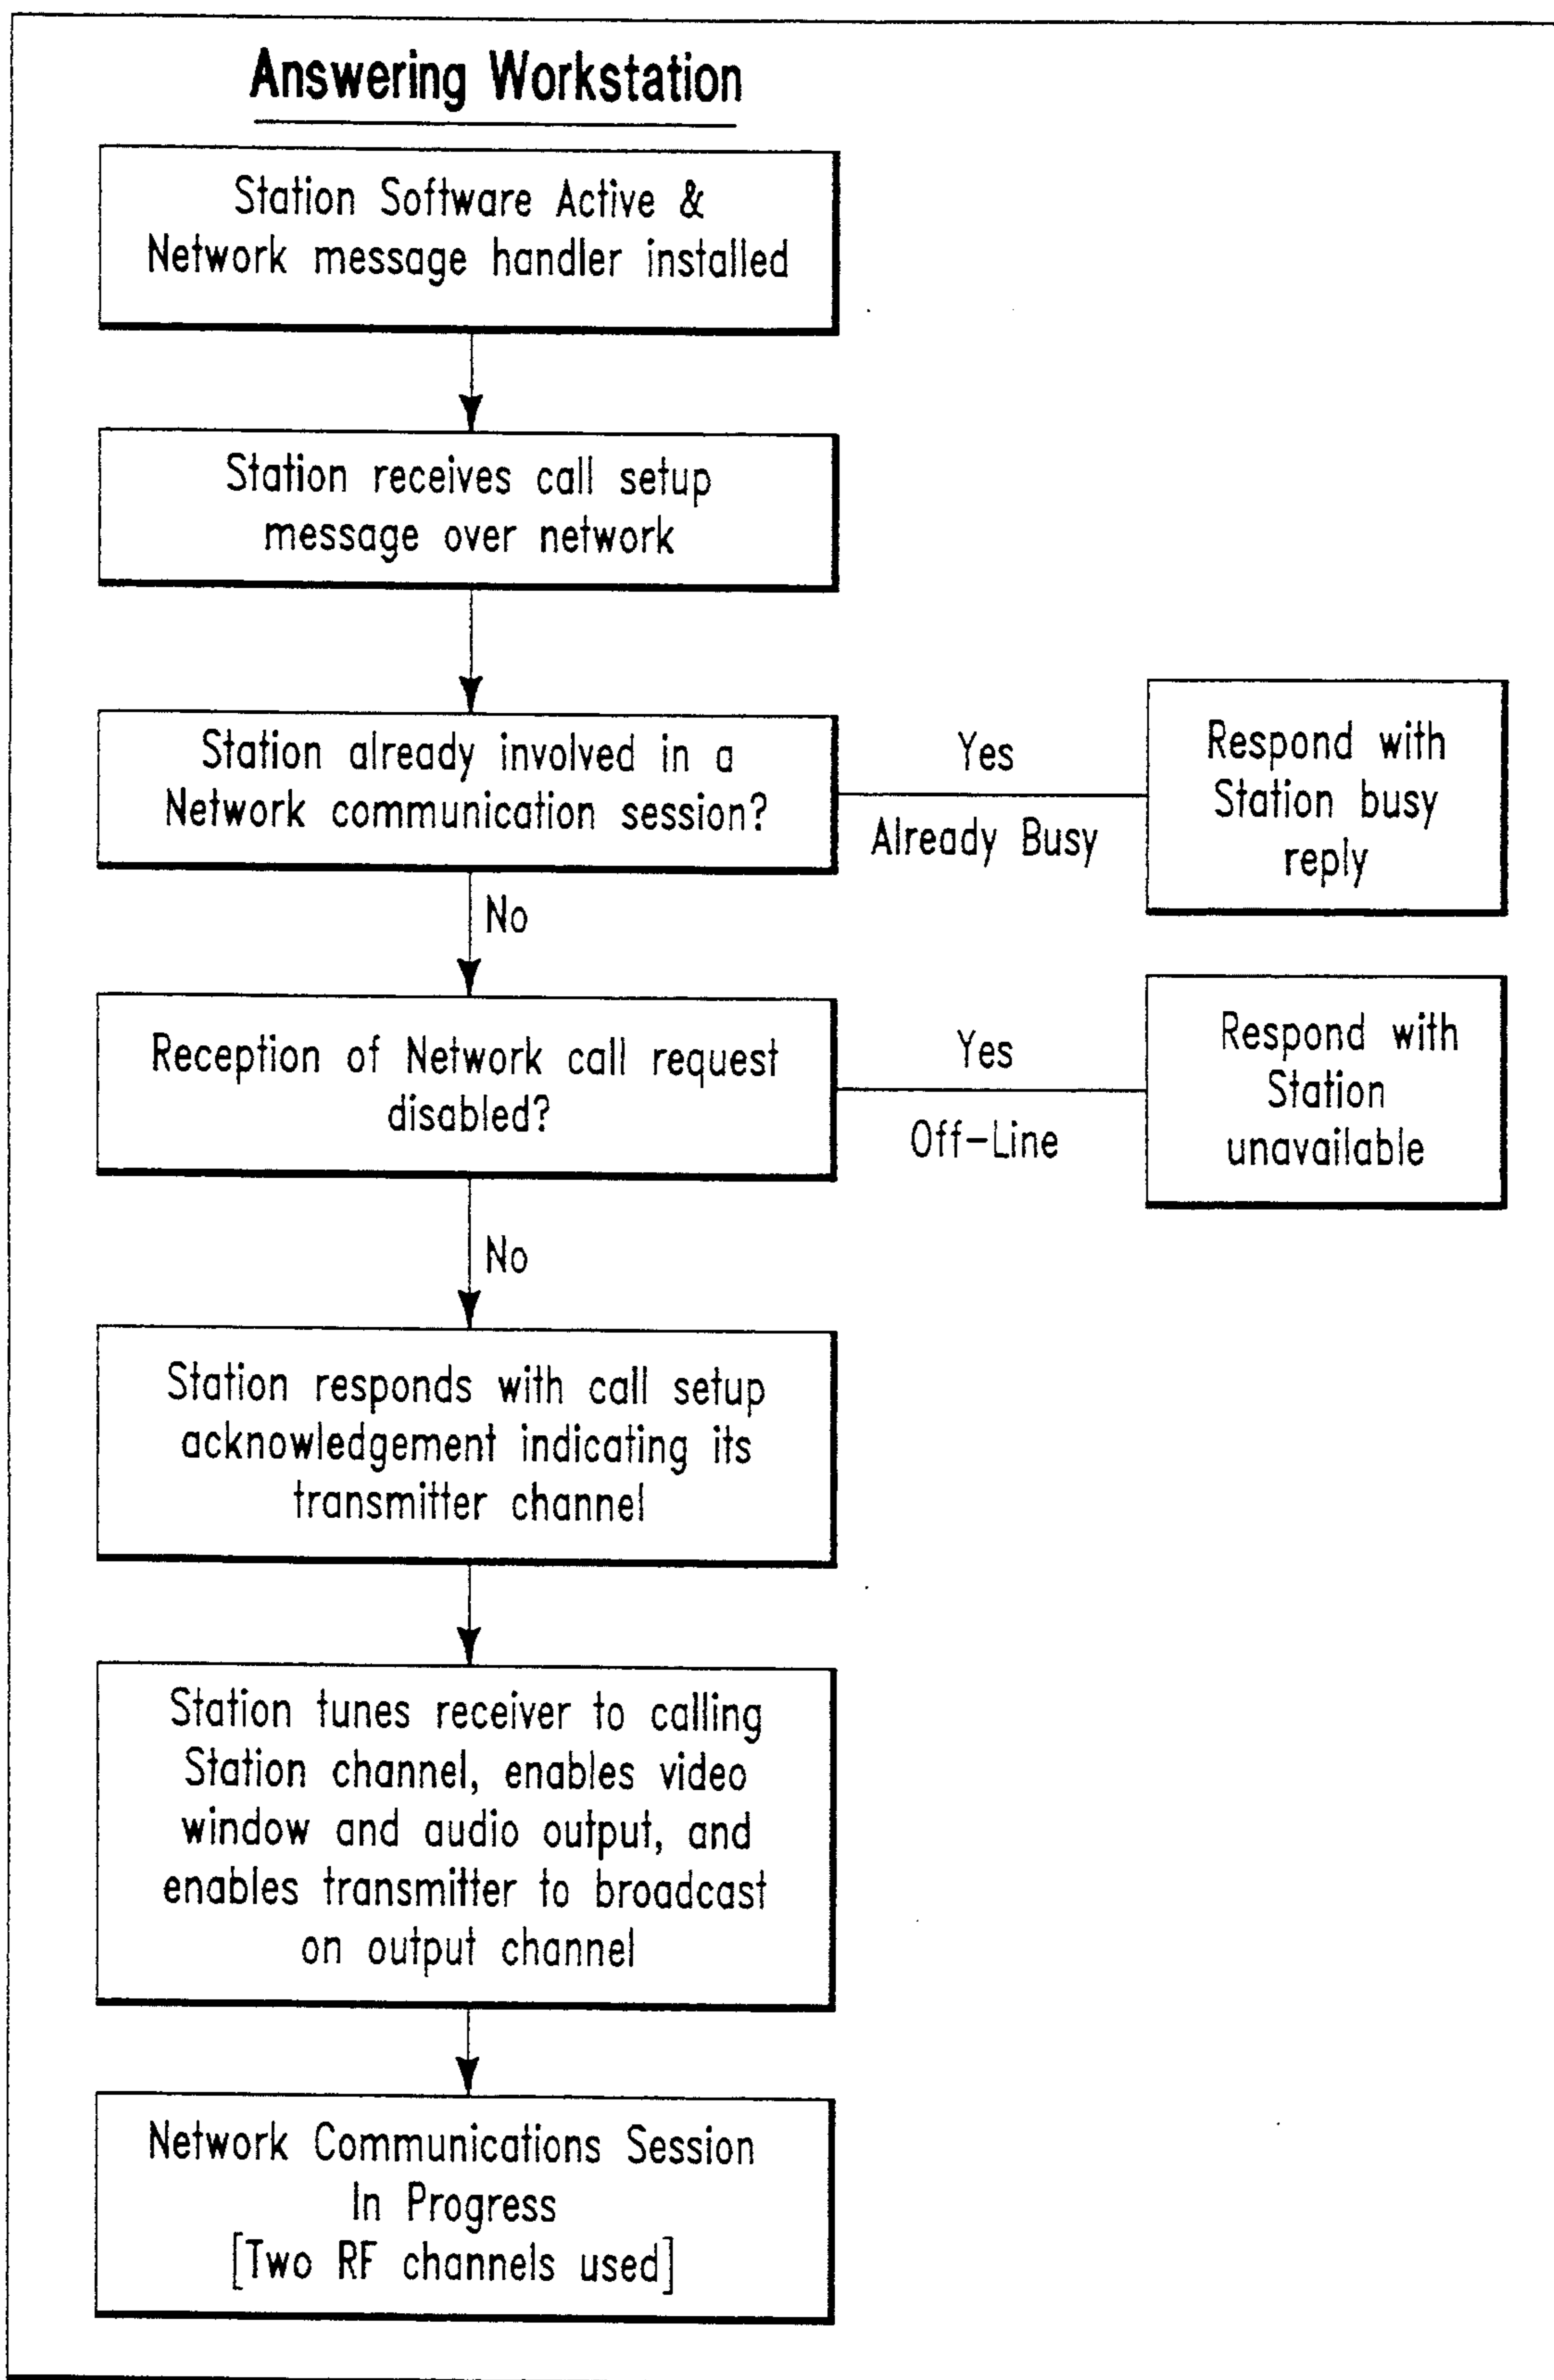 Answering Workstation
Station Software Active &
Network message handler installed
Station receives call setup
message over network
Station already involved in a
Network communication session?
Yes
Already Busy
Respond with
Station busy
reply
No
Reception of Network call request
disabled?
Yes
Off-Line
Respond with
Station
unavailable
No
Station responds with call setup
acknowledgement indicating its
transmitter channel
Station tunes receiver to calling
Station channel, enables video
window and audio output, and
enables transmitter to broadcast
on output channel
Network Communications Session
In Progress
[Two RF channels used]